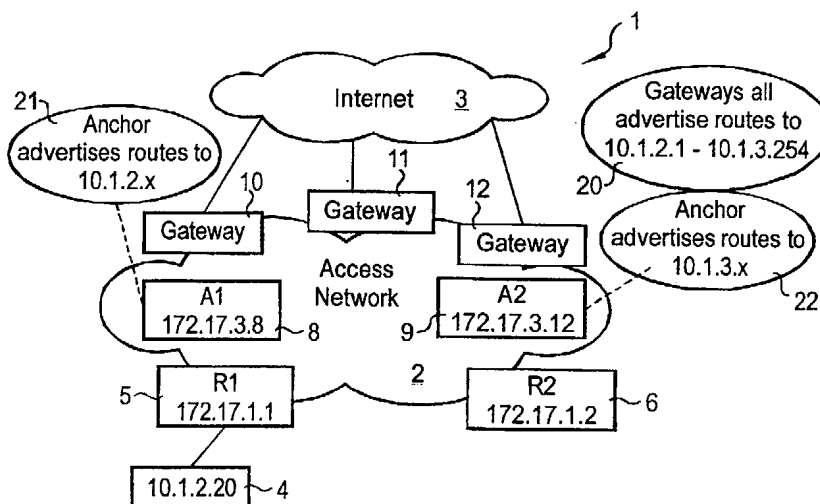 1
21
Anchor
advertises routes to
10.1.2.x
Internet 3
Gateways all
advertise routes to
10.1.2.1 - 10.1.3.254
20
10
Gateway
11
Gateway
12
Gateway
Anchor
advertises routes to
10.1.3.x
22
Access
Network
A1
172.17.3.8
8
A2
172.17.3.12
9
2
R1
172.17.1.1
5
R2
172.17.1.2
6
10.1.2.20
4